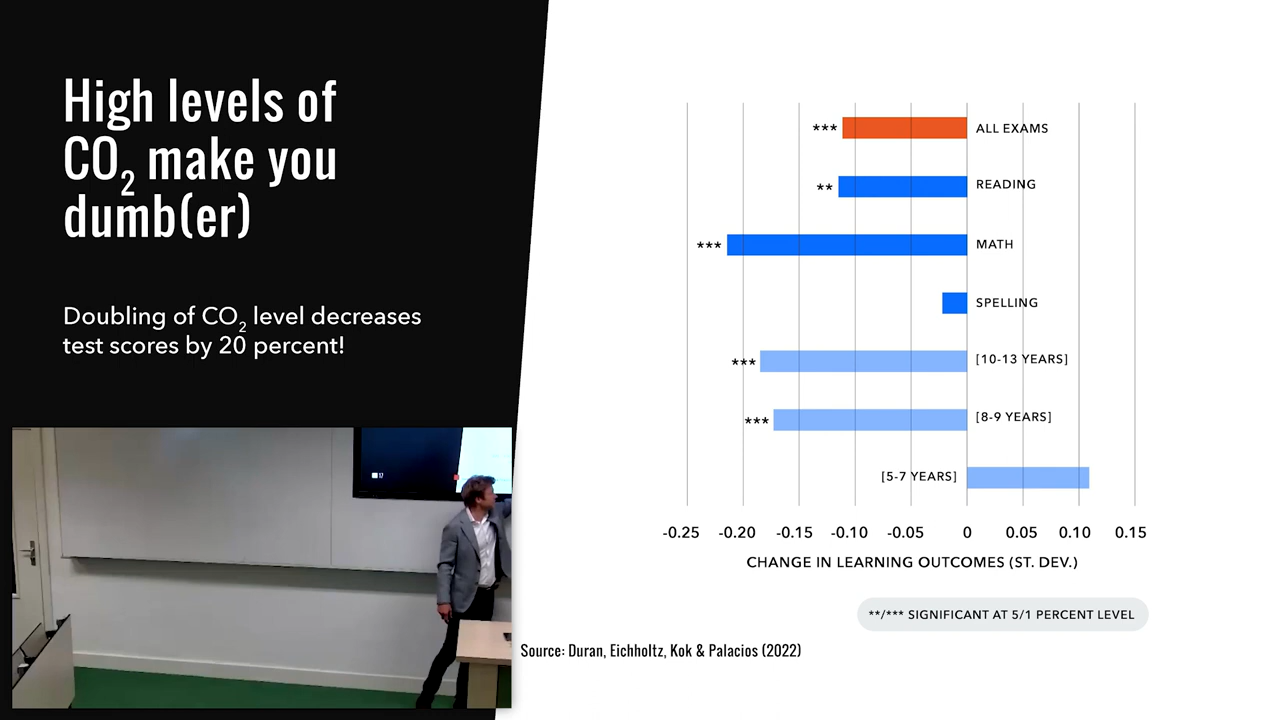 High levels of
CO₂ make you
dumb(er)
Doubling of CO₂ level decreases
test scores by 20 percent!
*** ALL EXAMS
** READING
*** MATH
SPELLING
*** [10-13 YEARS]
*** [8-9 YEARS]
[5-7 YEARS]
-0.25 -0.20 -0.15 -0.10 -0.05 0 0.05 0.10 0.15
CHANGE IN LEARNING OUTCOMES (ST. DEV.)
**/*** SIGNIFICANT AT 5/1 PERCENT LEVEL
Source: Duran, Eichholtz, Kok & Palacios (2022)
17